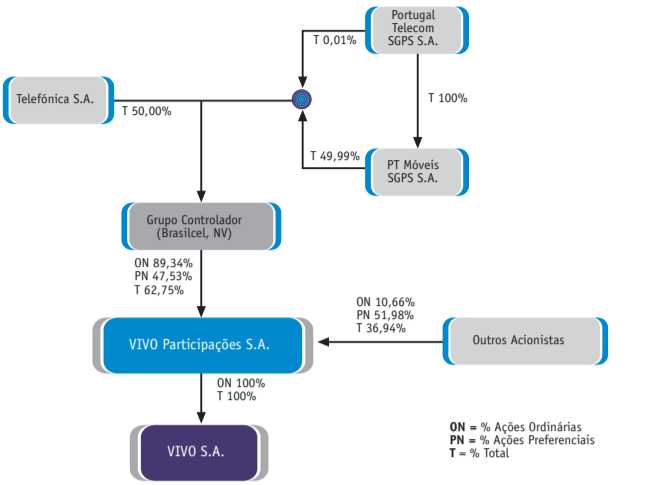 Portugal
Telecom
SGPS S.A.
T 0,01%
Telefónica S.A.
T 50,00%
T 100%
T 49,99%
PT Móveis
SGPS S.A.
Grupo Controlador
(Brasilcel, NV)
ON 89,34%
PN 47,53%
T 62,75%
ON 10,66%
PN 51,98%
T 36,94%
VIVO Participações S.A.
Outros Acionistas
ON 100%
T 100%
VIVO S.A.
ON = % Ações Ordinárias
PN = % Ações Preferenciais
T = % Total